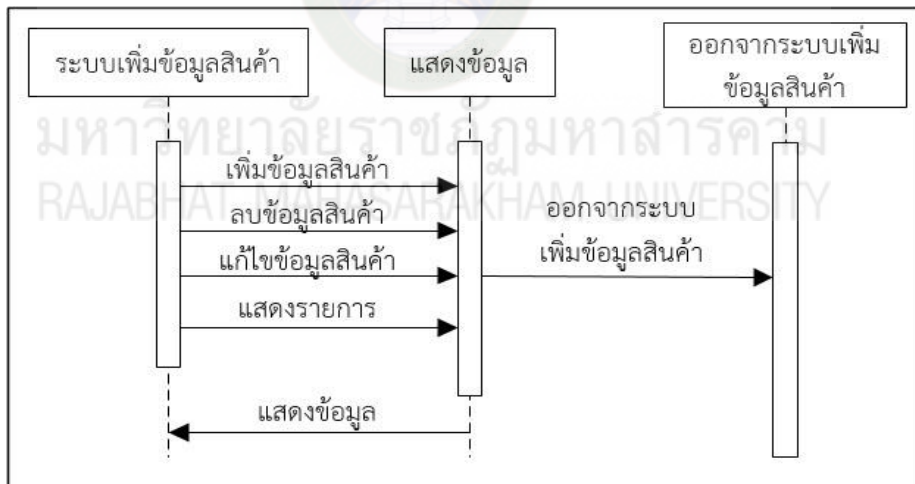 ระบบเพิ่มข้อมูลสินค้า
แสดงข้อมูล
ออกจากระบบเพิ่ม
ข้อมูลสินค้า
มหาวิทยาลัยราชภัฏมหาสารคาม
RAJABHAT MAHASARAKHAM UNIVERSITY
เพิ่มข้อมูลสินค้า
ลบข้อมูลสินค้า
แก้ไขข้อมูลสินค้า
แสดงรายการ
ออกจากระบบ
เพิ่มข้อมูลสินค้า
แสดงข้อมูล